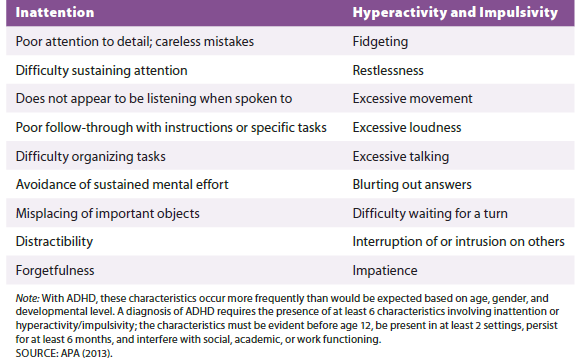 Inattention Hyperactivity and Impulsivity
Poor attention to detail; careless mistakes Fidgeting
Difficulty sustaining attention Restlessness
Does not appear to be listening when spoken to Excessive movement
Poor follow-through with instructions or specific tasks Excessive loudness
Difficulty organizing tasks Excessive talking
Avoidance of sustained mental effort Blurting out answers
Misplacing of important objects Difficulty waiting for a turn
Distractibility Interruption of or intrusion on others
Forgetfulness Impatience
Note: With ADHD, these characteristics occur more frequently than would be expected based on age, gender, and
developmental level. A diagnosis of ADHD requires the presence of at least 6 characteristics involving inattention or
hyperactivity/impulsivity; the characteristics must be evident before age 12, be present in at least 2 settings, persist
for at least 6 months, and interfere with social, academic, or work functioning.
SOURCE: APA (2013).